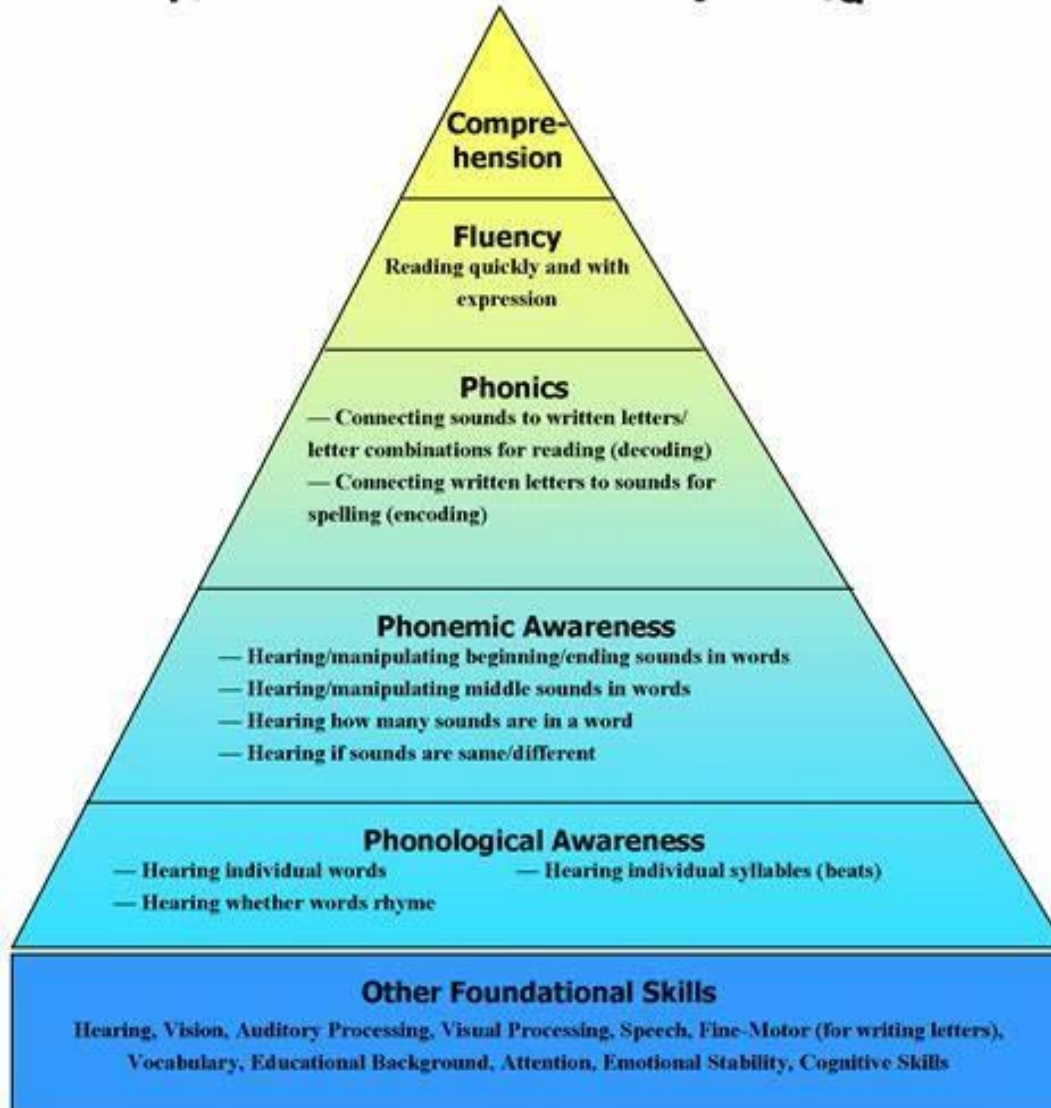 Compre-
hension
Fluency
Reading quickly and with
expression
Phonics
— Connecting sounds to written letters/
letter combinations for reading (decoding)
— Connecting written letters to sounds for
spelling (encoding)
Phonemic Awareness
— Hearing/manipulating beginning/ending sounds in words
— Hearing/manipulating middle sounds in words
— Hearing how many sounds are in a word
— Hearing if sounds are same/different
Phonological Awareness
— Hearing individual words — Hearing individual syllables (beats)
— Hearing whether words rhyme
Other Foundational Skills
Hearing, Vision, Auditory Processing, Visual Processing, Speech, Fine-Motor (for writing letters),
Vocabulary, Educational Background, Attention, Emotional Stability, Cognitive Skills